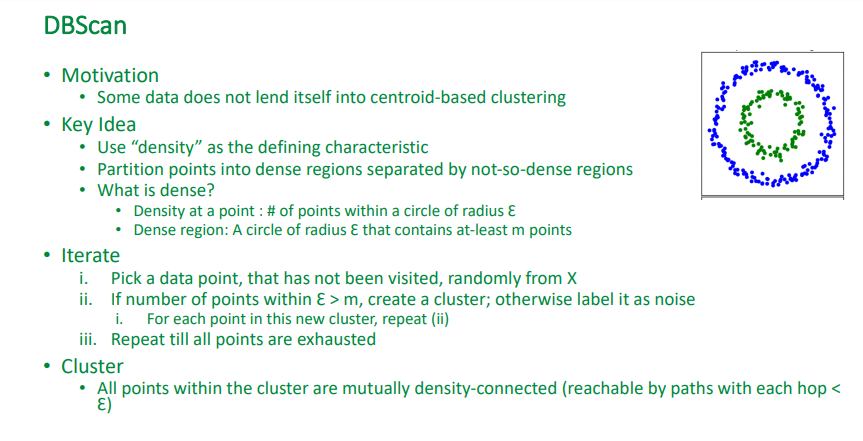 DBScan
• Motivation
• Some data does not lend itself into centroid-based clustering
• Key Idea
• Use “density” as the defining characteristic
• Partition points into dense regions separated by not-so-dense regions
• What is dense?
• Density at a point : # of points within a circle of radius Ɛ
• Dense region: A circle of radius Ɛ that contains at-least m points
• Iterate
i. Pick a data point, that has not been visited, randomly from X
ii. If number of points within Ɛ > m, create a cluster; otherwise label it as noise
i. For each point in this new cluster, repeat (ii)
iii. Repeat till all points are exhausted
• Cluster
• All points within the cluster are mutually density-connected (reachable by paths with each hop <
Ɛ)